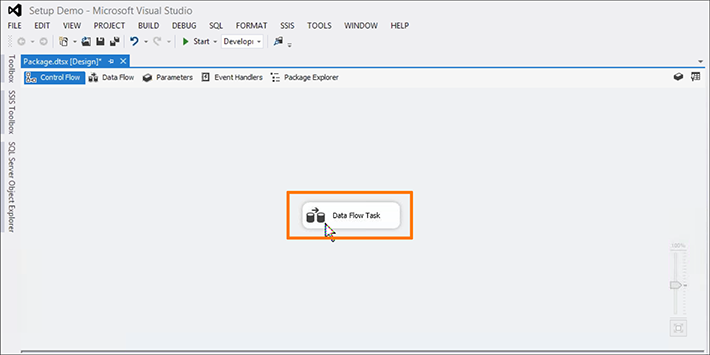 Setup Demo - Microsoft Visual Studio
FILE EDIT VIEW PROJECT BUILD DEBUG SQL FORMAT SSIS TOOLS WINDOW HELP
Start Developı
Package.dtsx [Design]*
Control Flow Data Flow Parameters Event Handlers Package Explorer
Toolbox
SSIS Toolbox
SQL Server Object Explorer
Data Flow Task
100%